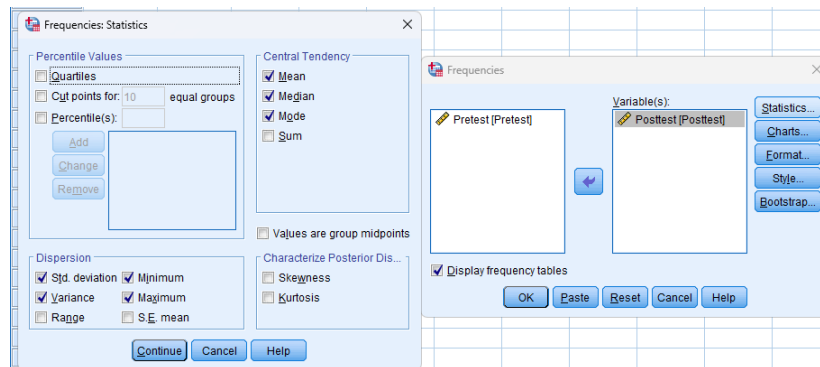 Frequencies: Statistics
Percentile Values
Quartiles
Cut points for: 10 equal groups
Percentile(s):
Add
Change
Remove
Central Tendency
Mean
Median
Mode
Sum
Values are group midpoints
Dispersion
Std. deviation Minimum
Variance Maximum
Range S.E. mean
Characterize Posterior Dis...
Skewness
Kurtosis
Continue Cancel Help
Frequencies
Pretest [Pretest]
Variable(s):
Posttest [Posttest]
Statistics...
Charts...
Format...
Style...
Bootstrap...
Display frequency tables
OK Paste Reset Cancel Help